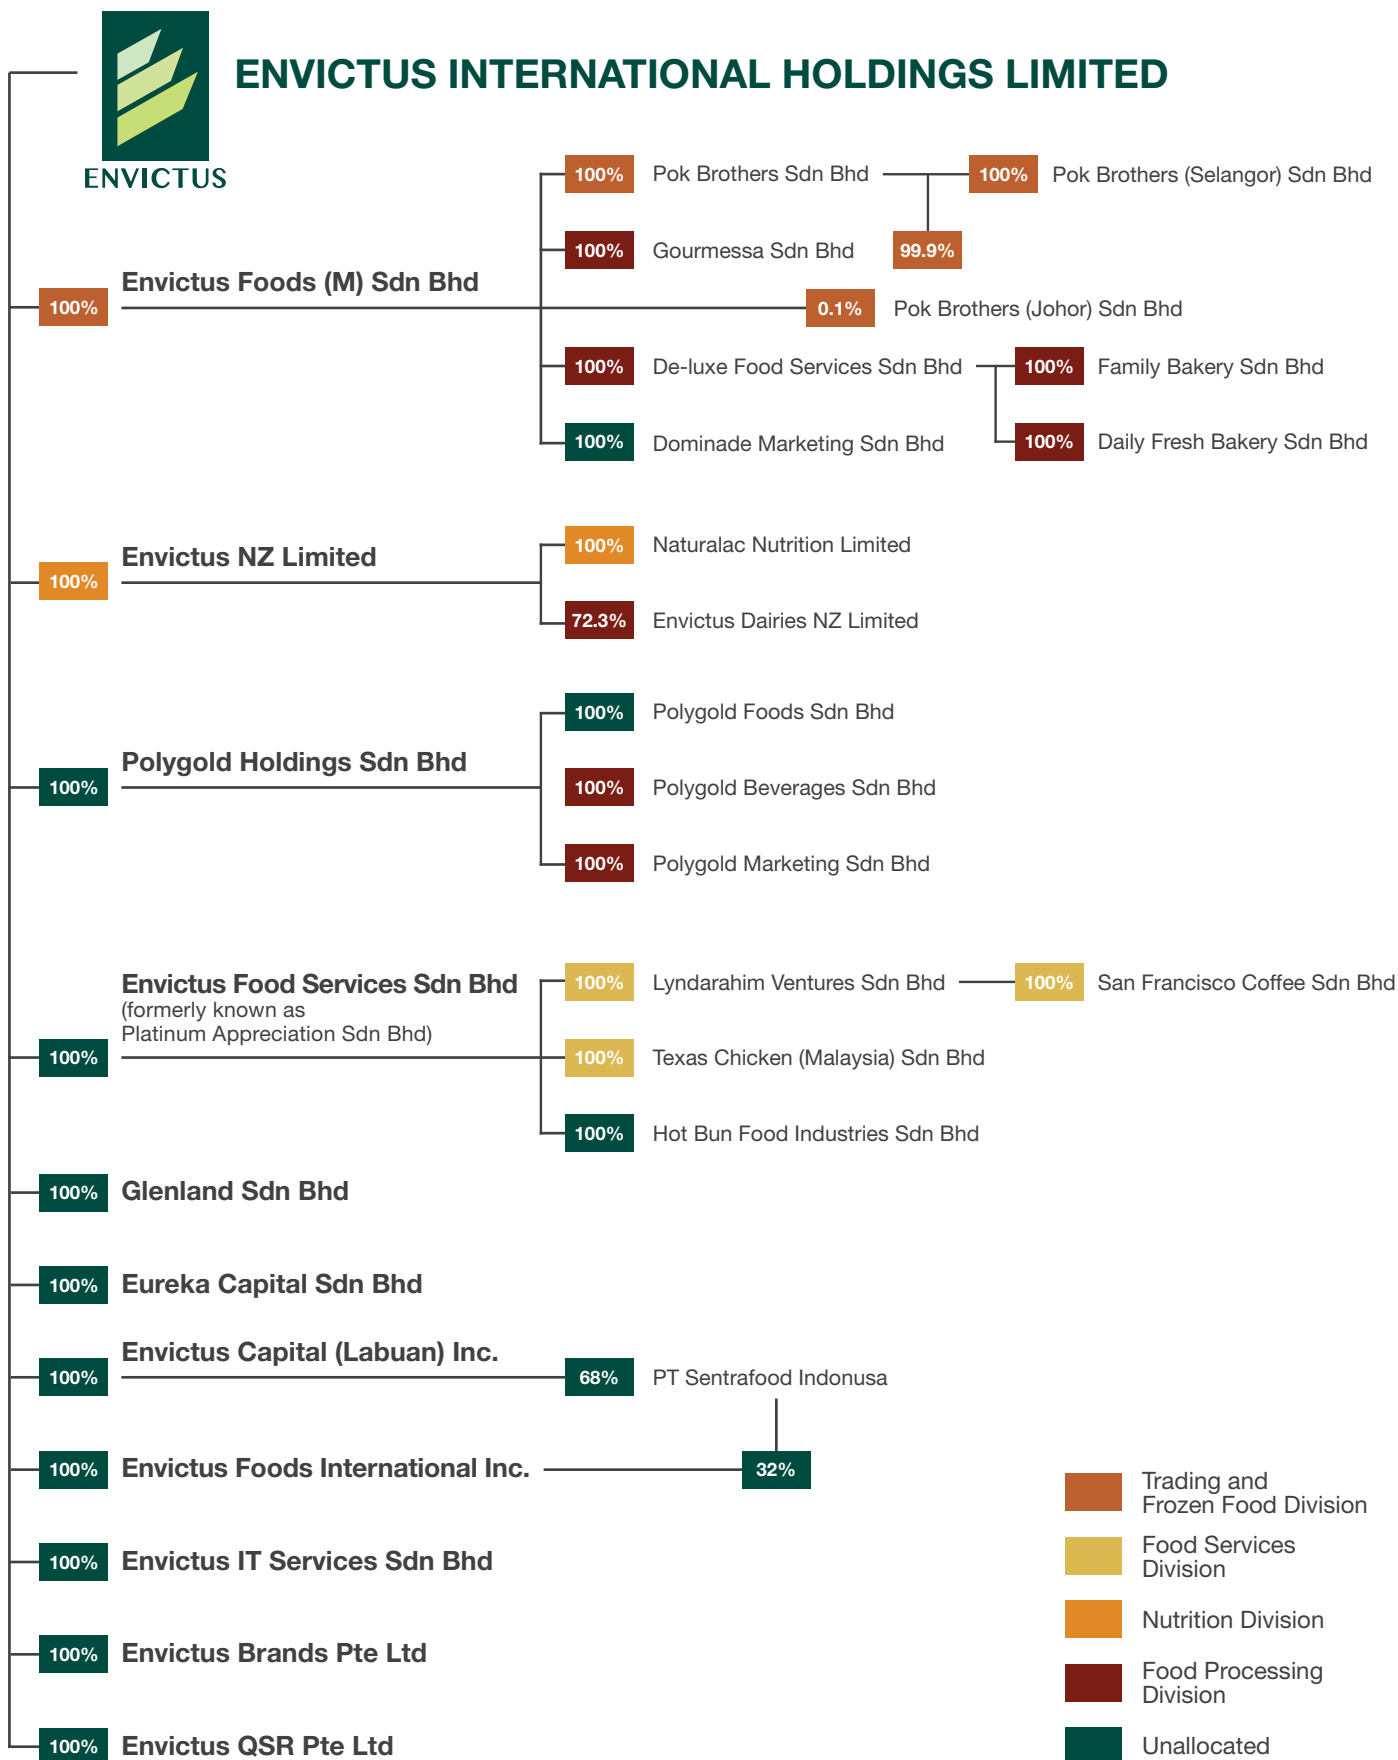 ENVICTUS INTERNATIONAL HOLDINGS LIMITED
ENVICTUS
100%
Pok Brothers Sdn Bhd
100%
Pok Brothers (Selangor) Sdn Bhd
100%
Gourmessa Sdn Bhd
99.9%
Envictus Foods (M) Sdn Bhd
100%
0.1%
Pok Brothers (Johor) Sdn Bhd
100%
De-luxe Food Services Sdn Bhd
100%
Family Bakery Sdn Bhd
100%
Dominade Marketing Sdn Bhd
100%
Daily Fresh Bakery Sdn Bhd
100%
Naturalac Nutrition Limited
Envictus NZ Limited
100%
72.3%
Envictus Dairies NZ Limited
100%
Polygold Foods Sdn Bhd
Polygold Holdings Sdn Bhd
100%
100%
Polygold Beverages Sdn Bhd
100%
Polygold Marketing Sdn Bhd
Envictus Food Services Sdn Bhd
(formerly known as
Platinum Appreciation Sdn Bhd)
100%
100%
Lyndarahim Ventures Sdn Bhd
100%
San Francisco Coffee Sdn Bhd
100%
Texas Chicken (Malaysia) Sdn Bhd
100%
Hot Bun Food Industries Sdn Bhd
100%
Glenland Sdn Bhd
100%
Eureka Capital Sdn Bhd
Envictus Capital (Labuan) Inc.
100%
68%
PT Sentrafood Indonusa
100%
Envictus Foods International Inc.
32%
100%
Envictus IT Services Sdn Bhd
100%
Envictus Brands Pte Ltd
100%
Envictus QSR Pte Ltd
Trading and
Frozen Food Division
Food Services
Division
Nutrition Division
Food Processing
Division
Unallocated